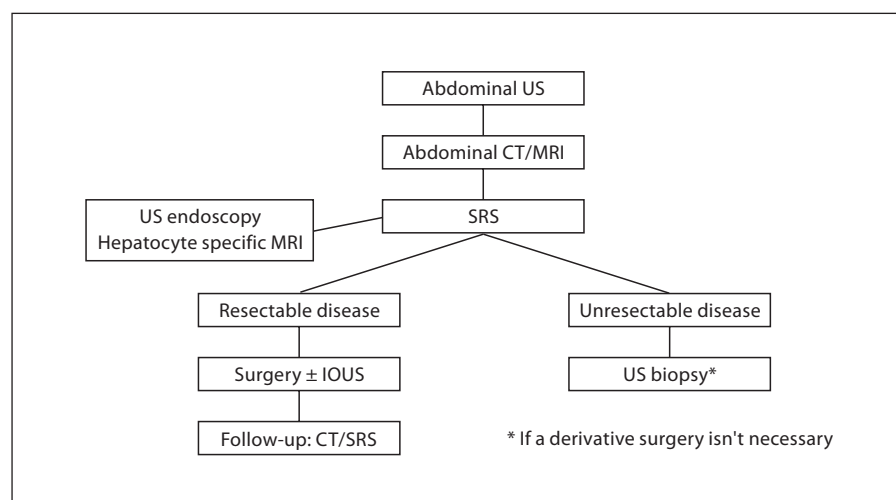 Abdominal US
Abdominal CT/MRI
US endoscopy
Hepatocyte specific MRI
SRS
Resectable disease
Unresectable disease
Surgery ± IOUS
US biopsy*
Follow-up: CT/SRS
* If a derivative surgery isn't necessary